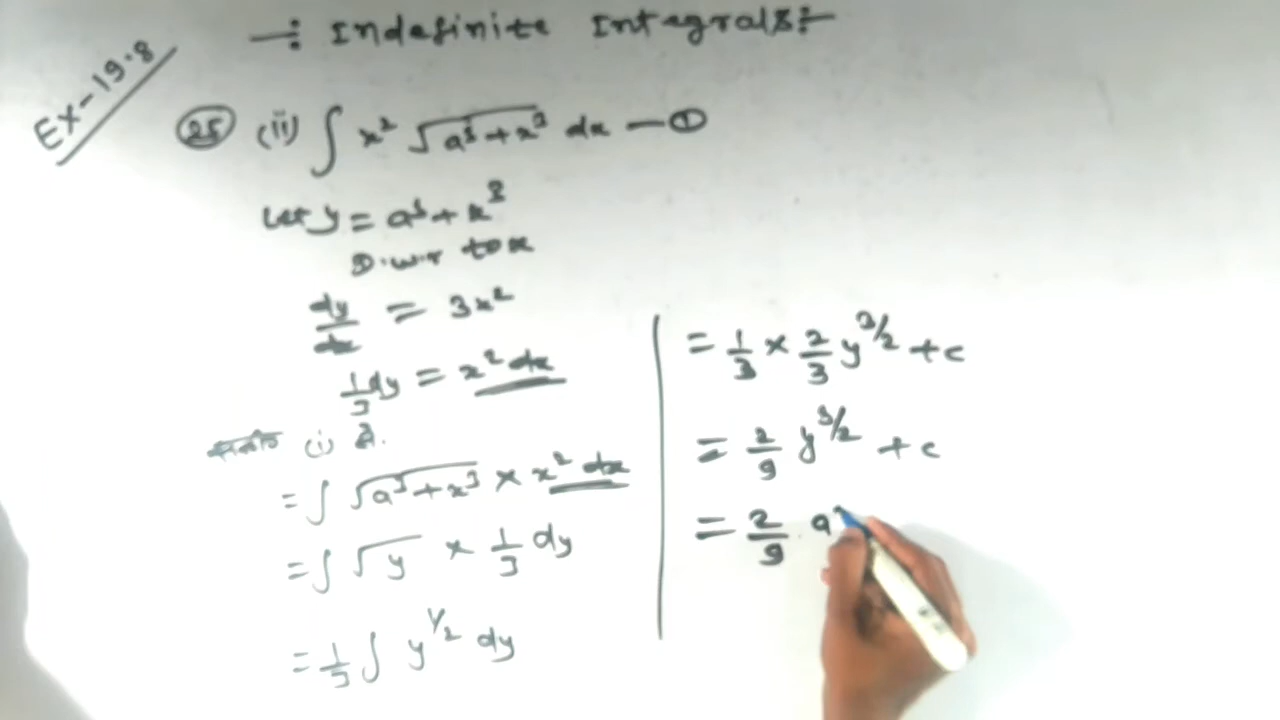 -: Indefinite Integrals:-
EX-19.8
(25) (ii) ∫ x² √(a³+x³) dx — ①
Let y = a³+x³
D.w.r to x
dy/dx = 3x²
1/3 dy = x² dx
(i) से.
= ∫ √(a³+x³) × x² dx
= ∫ √y × 1/3 dy
= 1/3 ∫ y^1/2 dy
= 1/3 × 2/3 y^3/2 + c
= 2/9 y^3/2 + c
= 2/9 a³